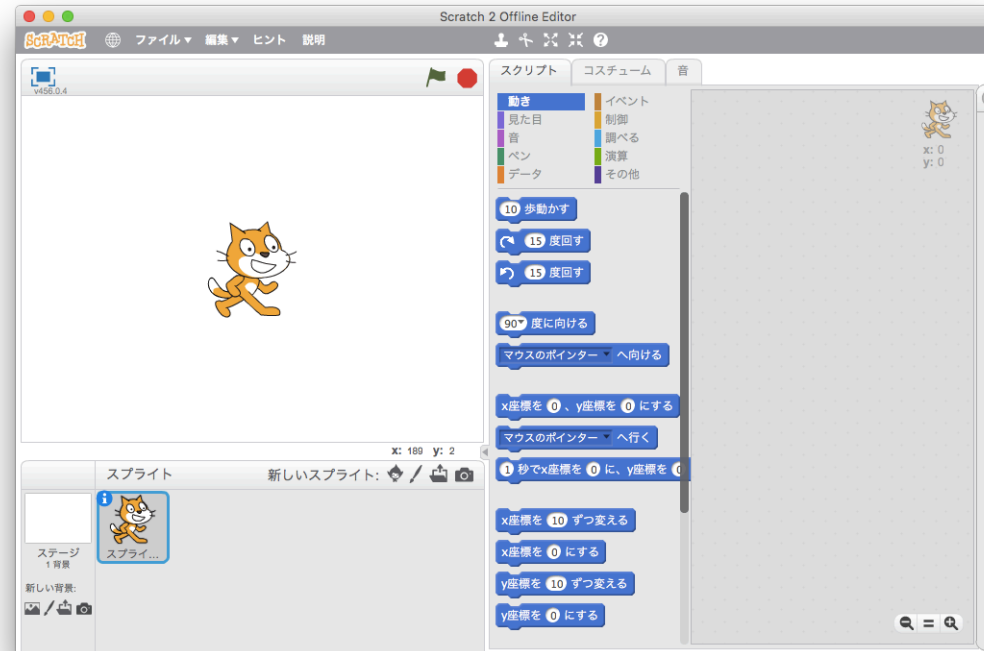 Scratch 2 Offline Editor
SCRATCH ファイル 編集 ヒント 説明
v456.0.4
スクリプト コスチューム 音
動き イベント
見た目 制御
音 調べる
ペン 演算
データ その他
x: 0
y: 0
10 歩動かす
15 度回す
15 度回す
90 度に向ける
マウスのポインター へ向ける
x座標を 0 、y座標を 0 にする
マウスのポインター へ行く
1 秒でx座標を 0 に、y座標を 0
x座標を 10 ずつ変える
x座標を 0 にする
y座標を 10 ずつ変える
y座標を 0 にする
x: 189 y: 2
スプライト 新しいスプライト:
スプライ...
ステージ
1 背景
新しい背景: